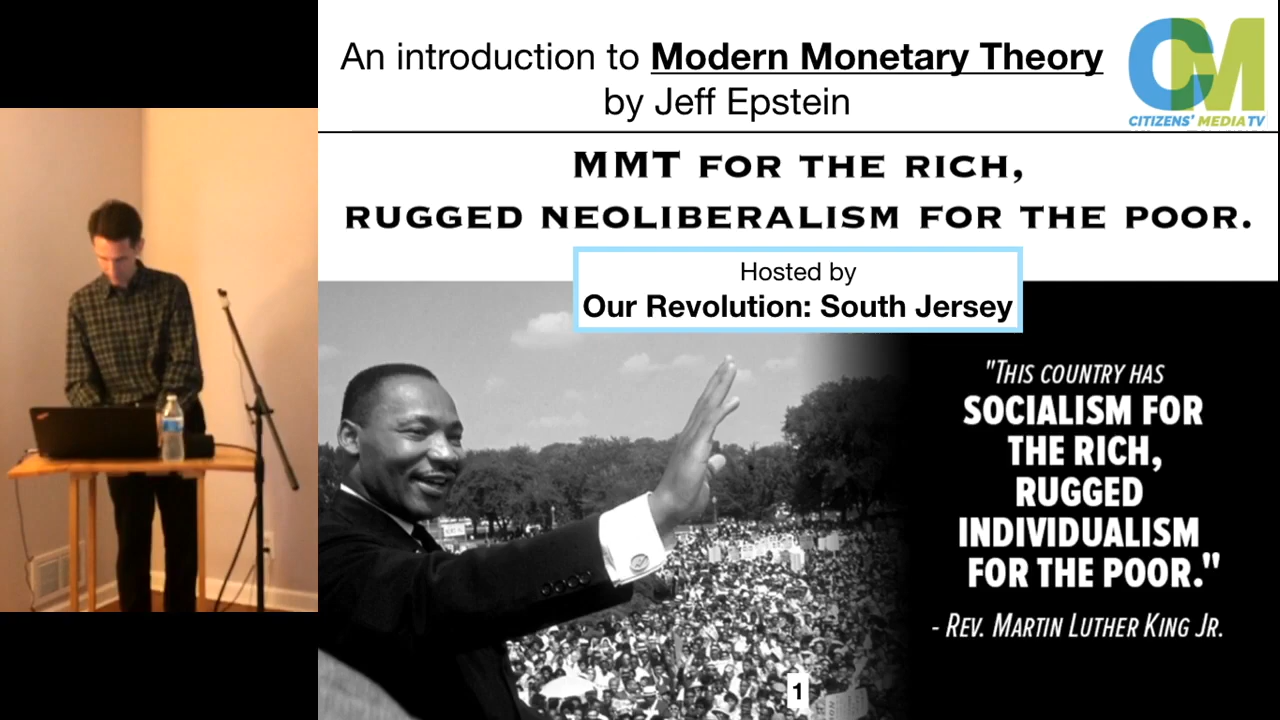 An introduction to Modern Monetary Theory
by Jeff Epstein
CM
CITIZENS' MEDIA TV
MMT FOR THE RICH,
RUGGED NEOLIBERALISM FOR THE POOR.
Hosted by
Our Revolution: South Jersey
"THIS COUNTRY HAS
SOCIALISM FOR
THE RICH,
RUGGED
INDIVIDUALISM
FOR THE POOR."
- REV. MARTIN LUTHER KING JR.
1